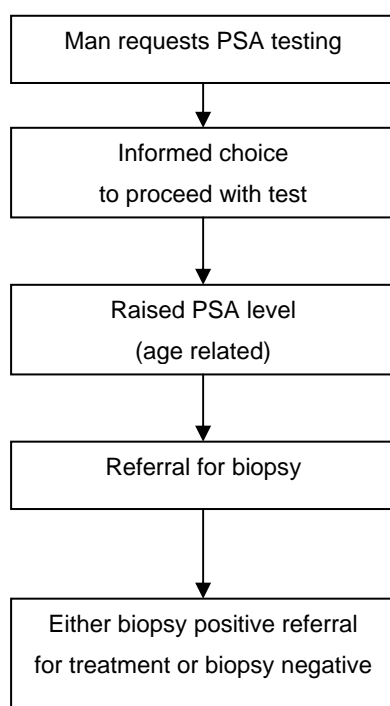 Man requests PSA testing
Informed choice
to proceed with test
Raised PSA level
(age related)
Referral for biopsy
Either biopsy positive referral
for treatment or biopsy negative